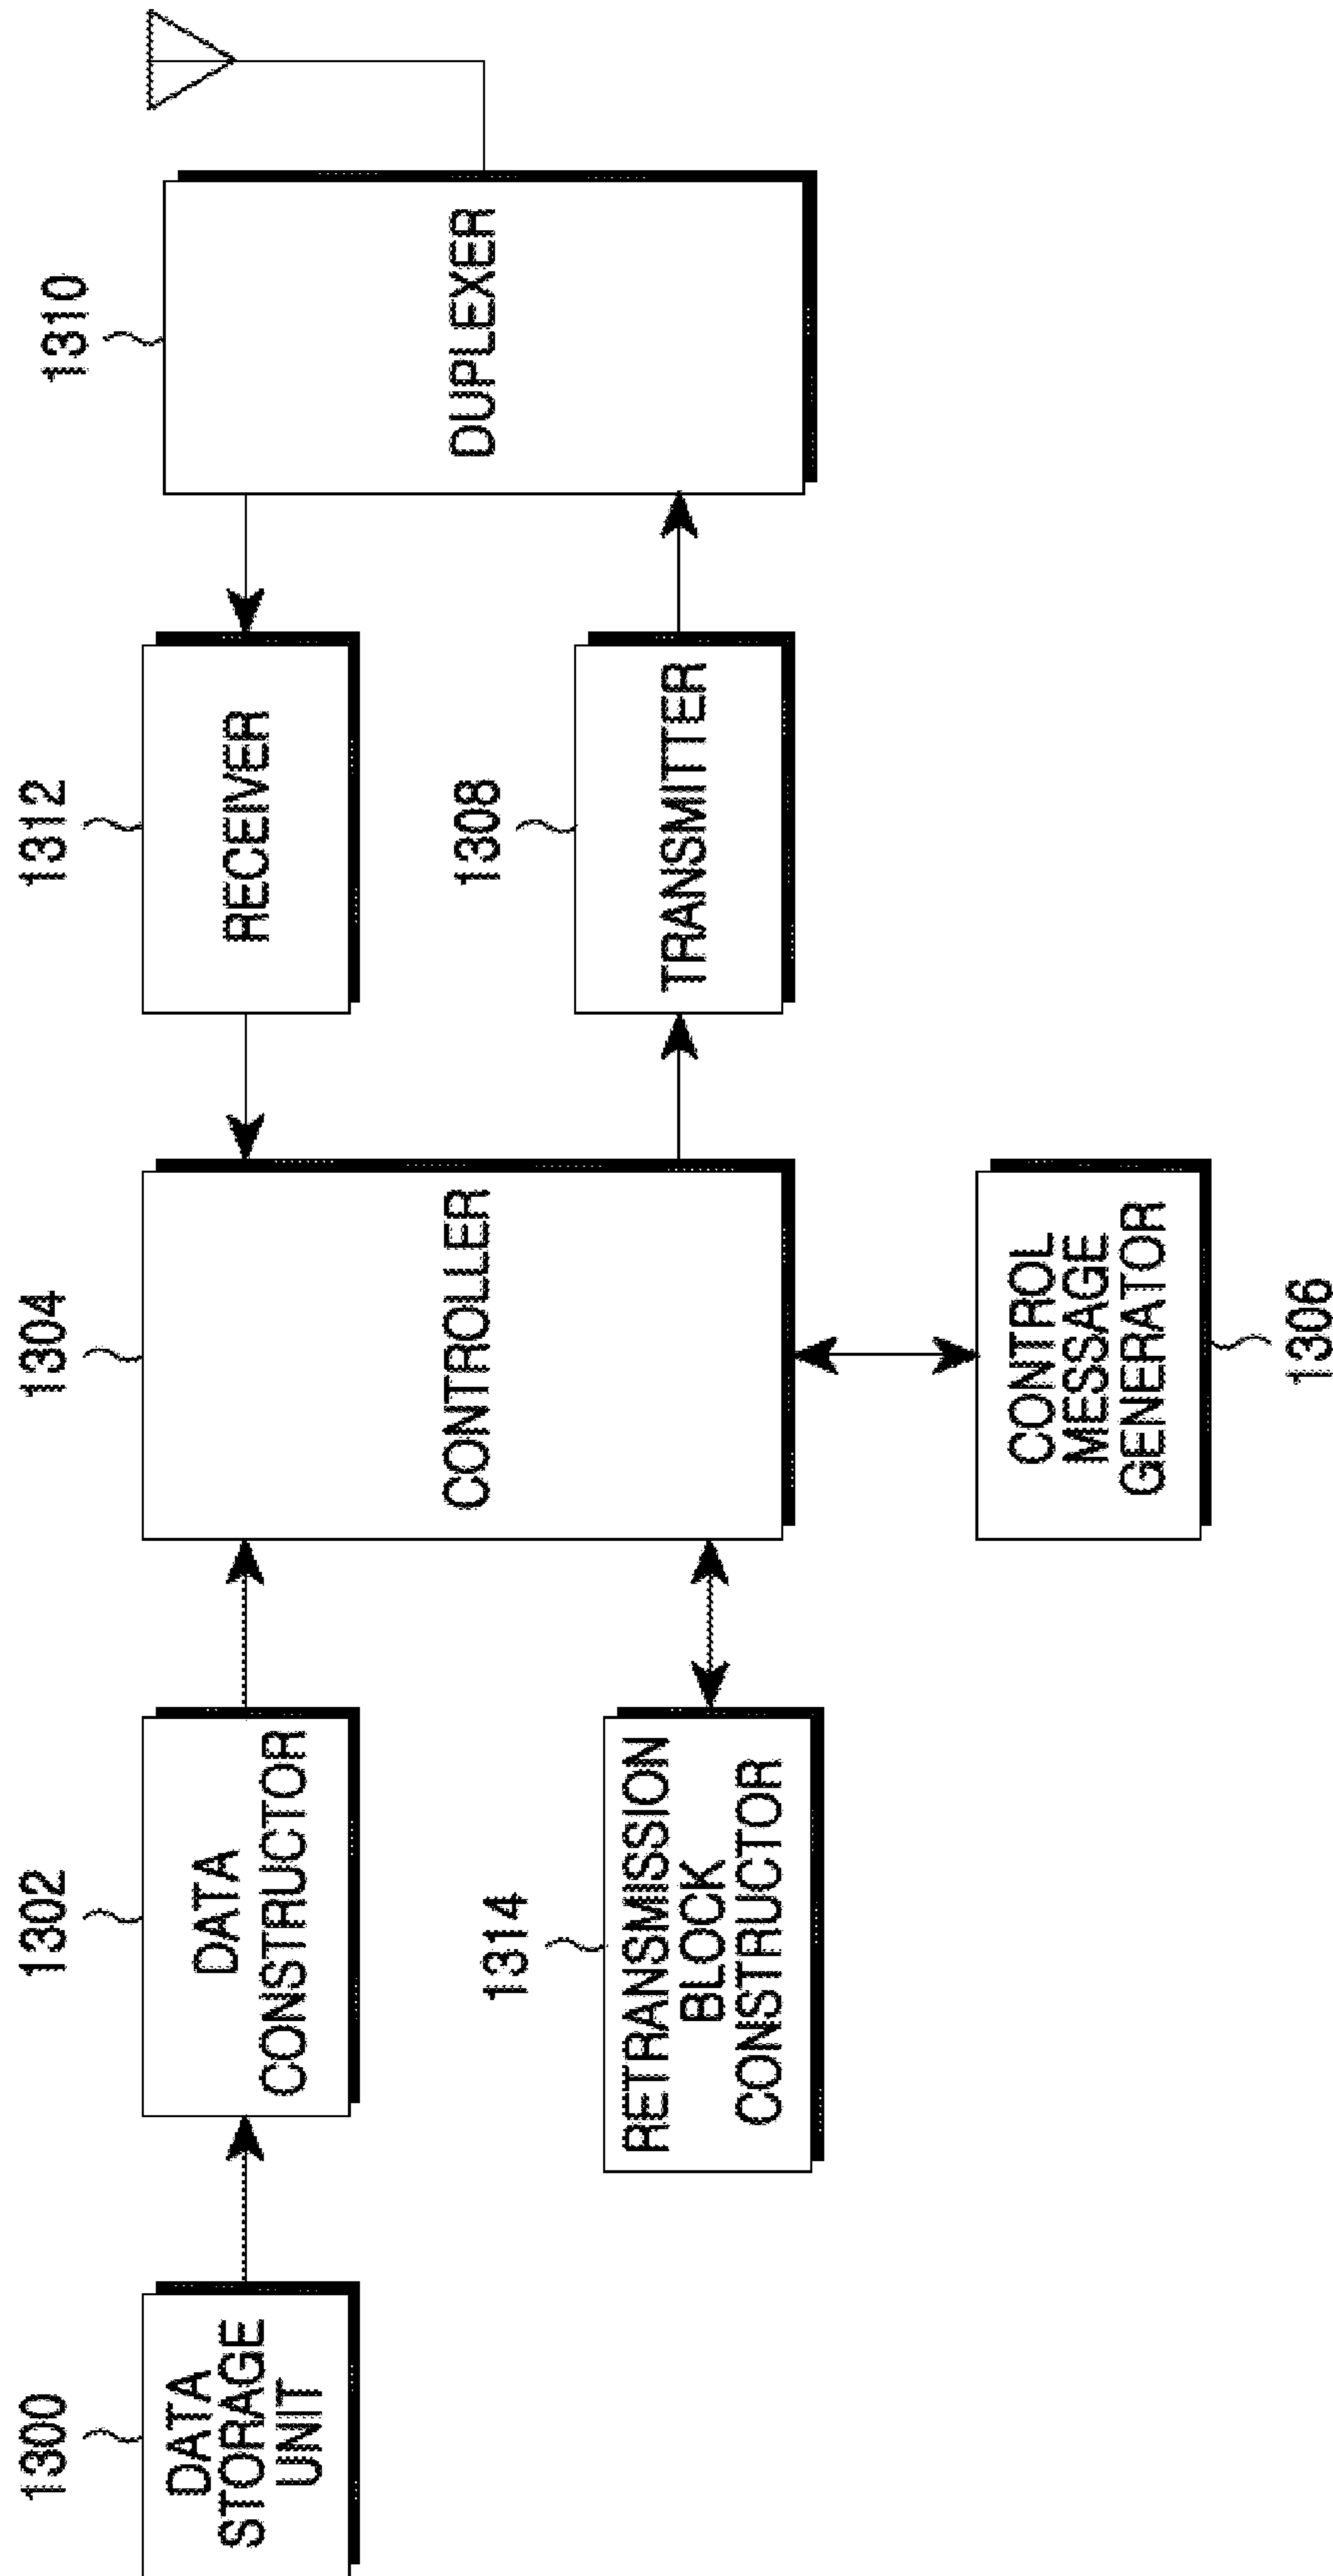 1300
DATA
STORAGE
UNIT
1302
DATA
CONSTRUCTOR
1304
CONTROLLER
1312
RECEIVER
1310
DUPLEXER
1314
RETRANSMISSION
BLOCK
CONSTRUCTOR
1308
TRANSMITTER
CONTROL
MESSAGE
GENERATOR
1306